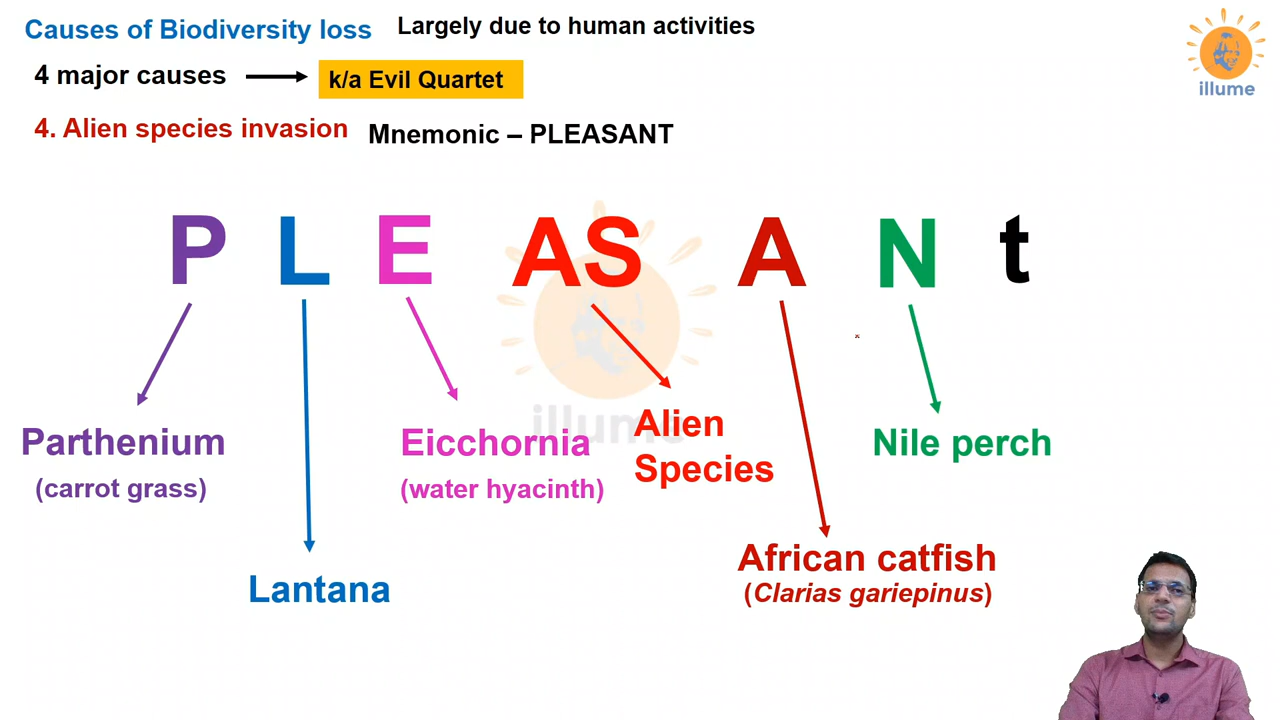 Causes of Biodiversity loss Largely due to human activities
4 major causes k/a Evil Quartet
illume
4. Alien species invasion Mnemonic – PLEASANT
P L E AS A N t
illume
Parthenium
(carrot grass)
Eicchornia
(water hyacinth)
Alien
Species
Nile perch
Lantana
African catfish
(Clarias gariepinus)